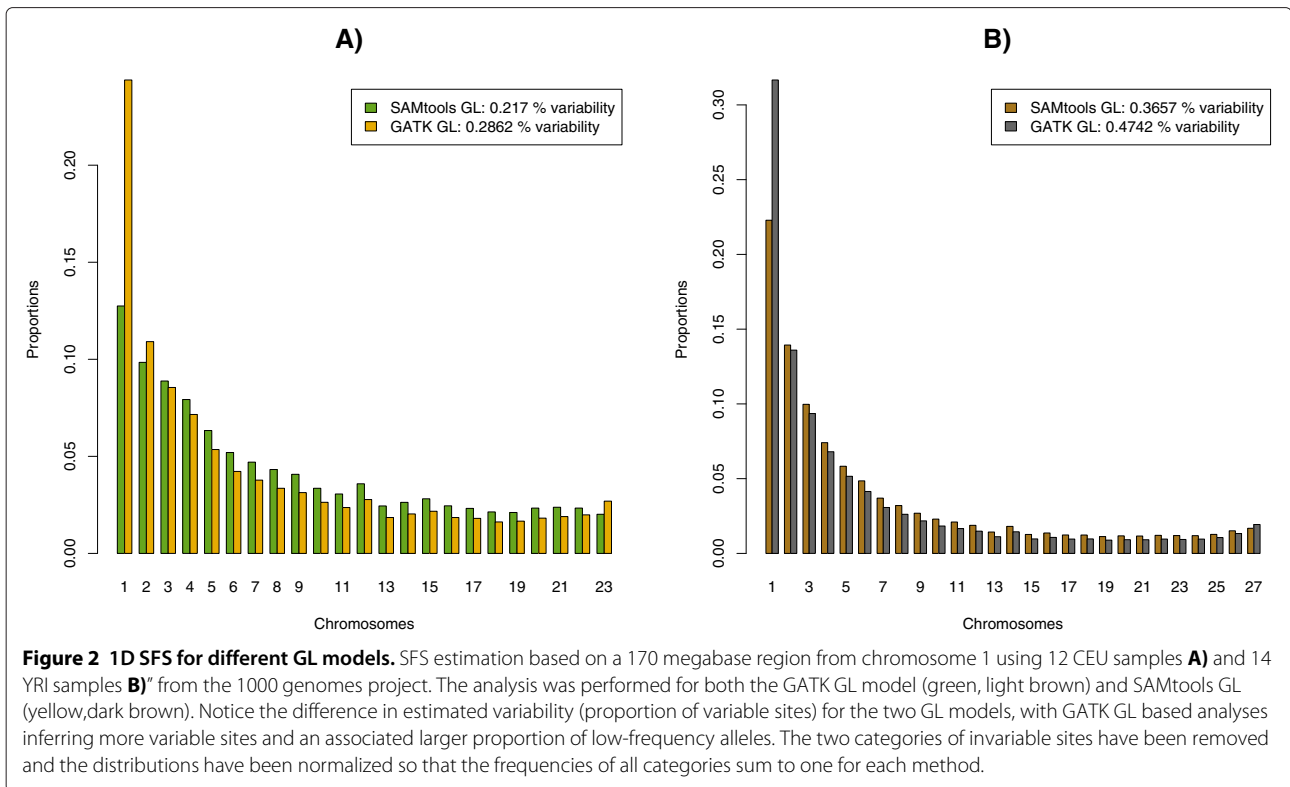 A)
SAMtools GL: 0.217 % variability
GATK GL: 0.2862 % variability
Proportions
0.20
0.15
0.10
0.05
0.00
1 2 3 4 5 6 7 8 9 11 13 15 17 19 21 23
Chromosomes
B)
SAMtools GL: 0.3657 % variability
GATK GL: 0.4742 % variability
Proportions
0.30
0.25
0.20
0.15
0.10
0.05
0.00
1 3 5 7 9 11 13 15 17 19 21 23 25 27
Chromosomes
Figure 2 1D SFS for different GL models. SFS estimation based on a 170 megabase region from chromosome 1 using 12 CEU samples A) and 14
YRI samples B)” from the 1000 genomes project. The analysis was performed for both the GATK GL model (green, light brown) and SAMtools GL
(yellow,dark brown). Notice the difference in estimated variability (proportion of variable sites) for the two GL models, with GATK GL based analyses
inferring more variable sites and an associated larger proportion of low-frequency alleles. The two categories of invariable sites have been removed
and the distributions have been normalized so that the frequencies of all categories sum to one for each method.